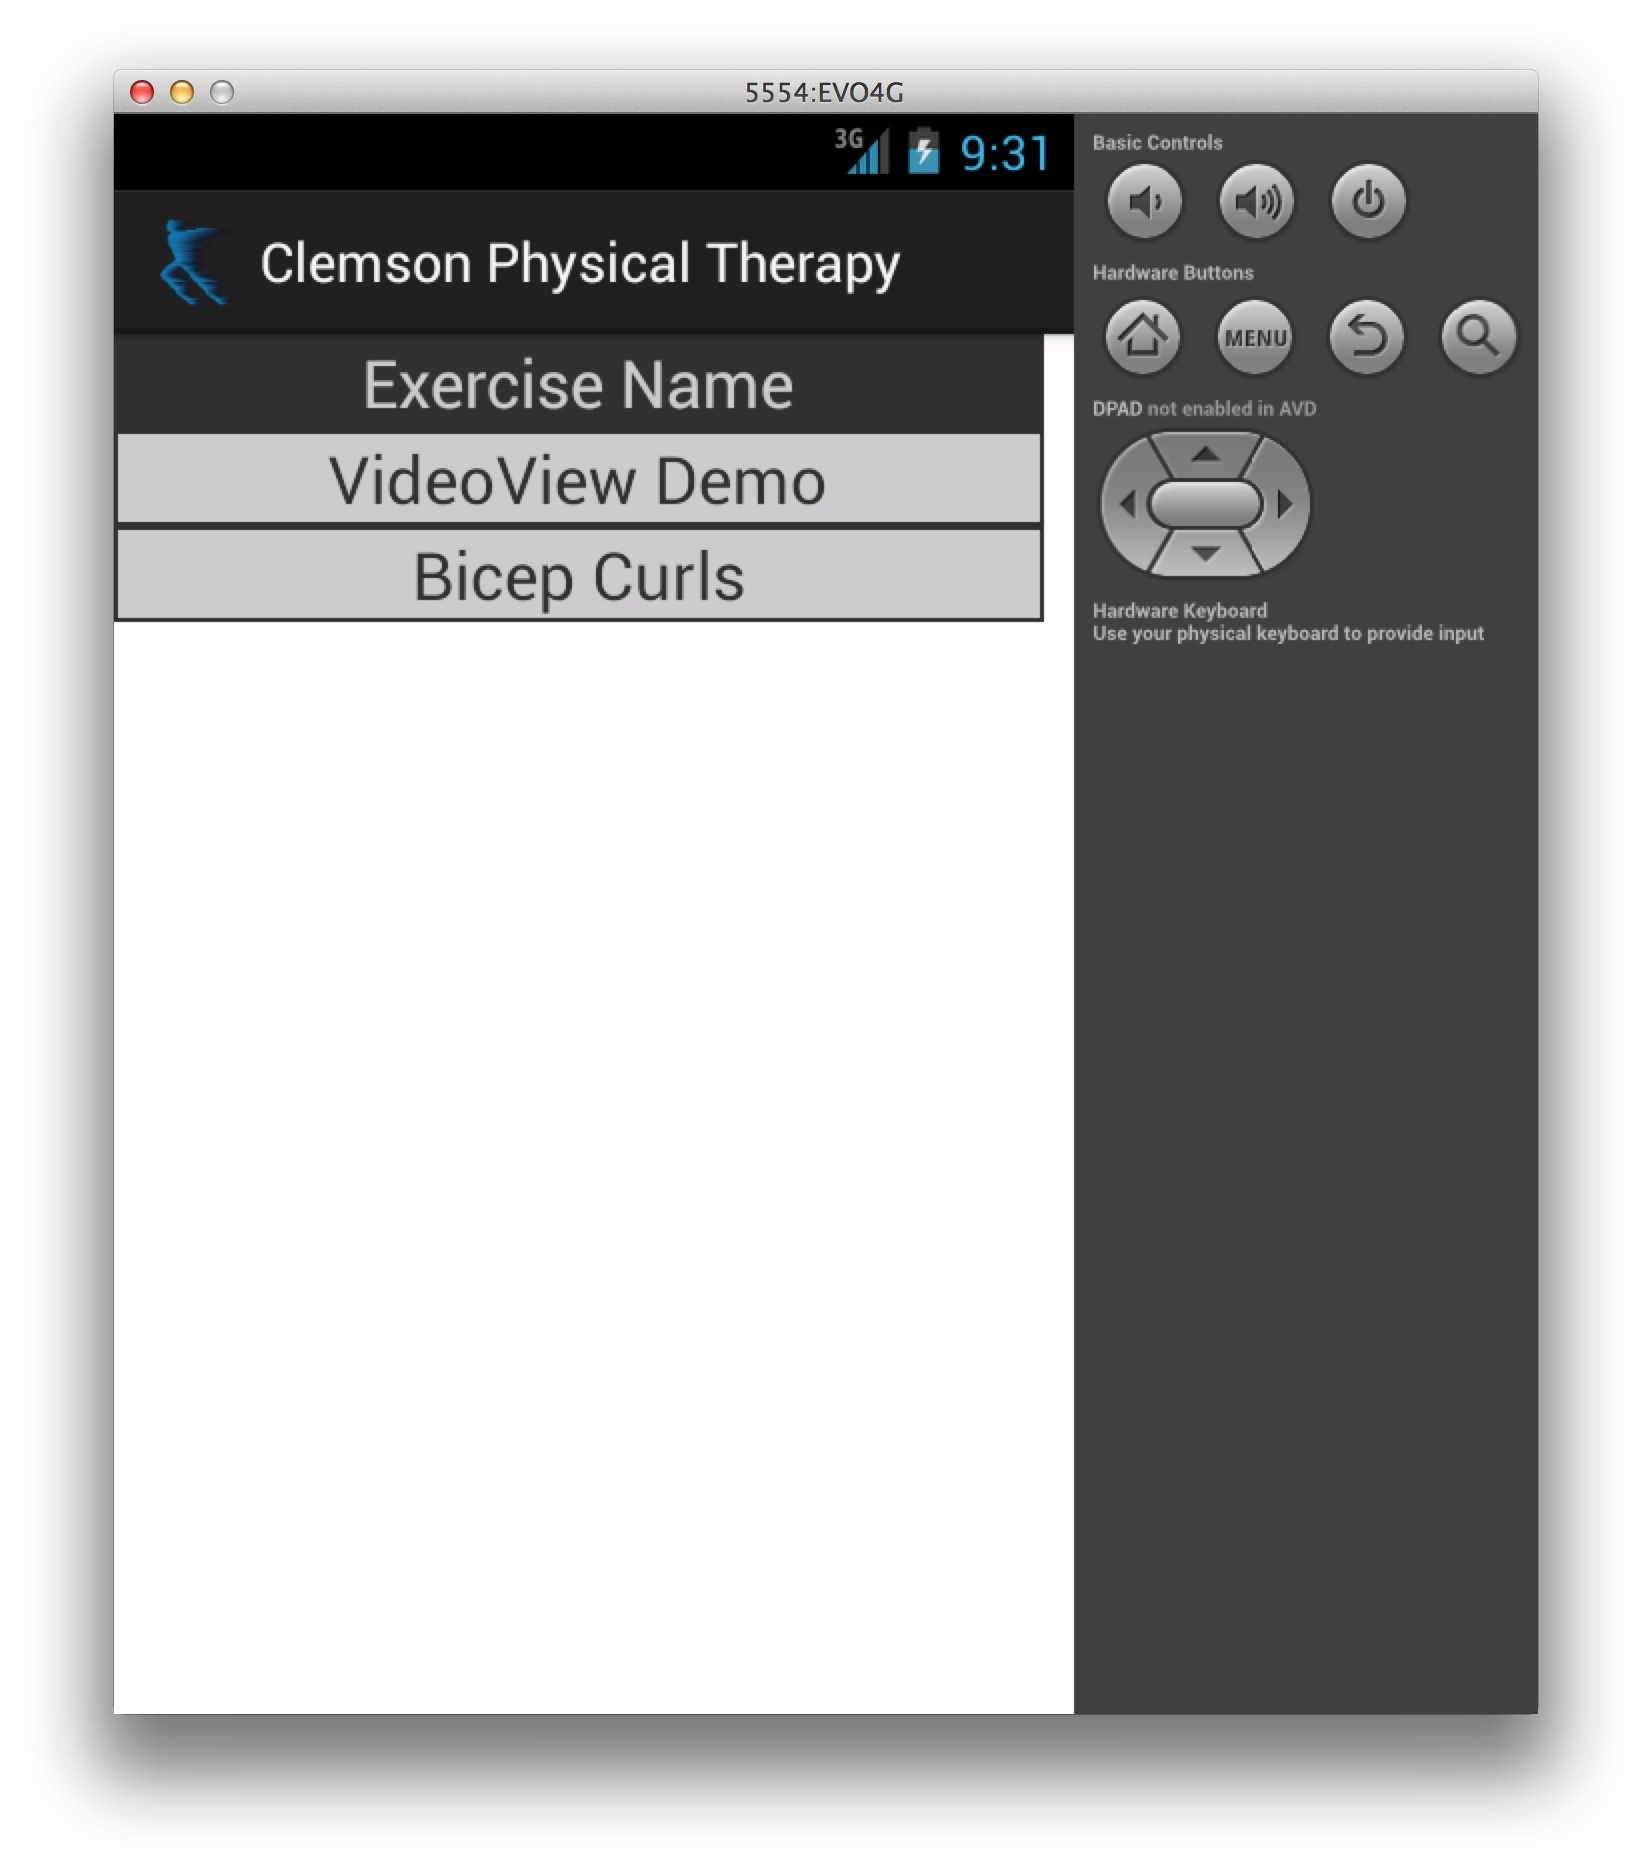 5554:EVO4G
3G 9:31
Clemson Physical Therapy
Exercise Name
VideoView Demo
Bicep Curls
Basic Controls
Hardware Buttons
MENU
DPAD not enabled in AVD
Hardware Keyboard
Use your physical keyboard to provide input